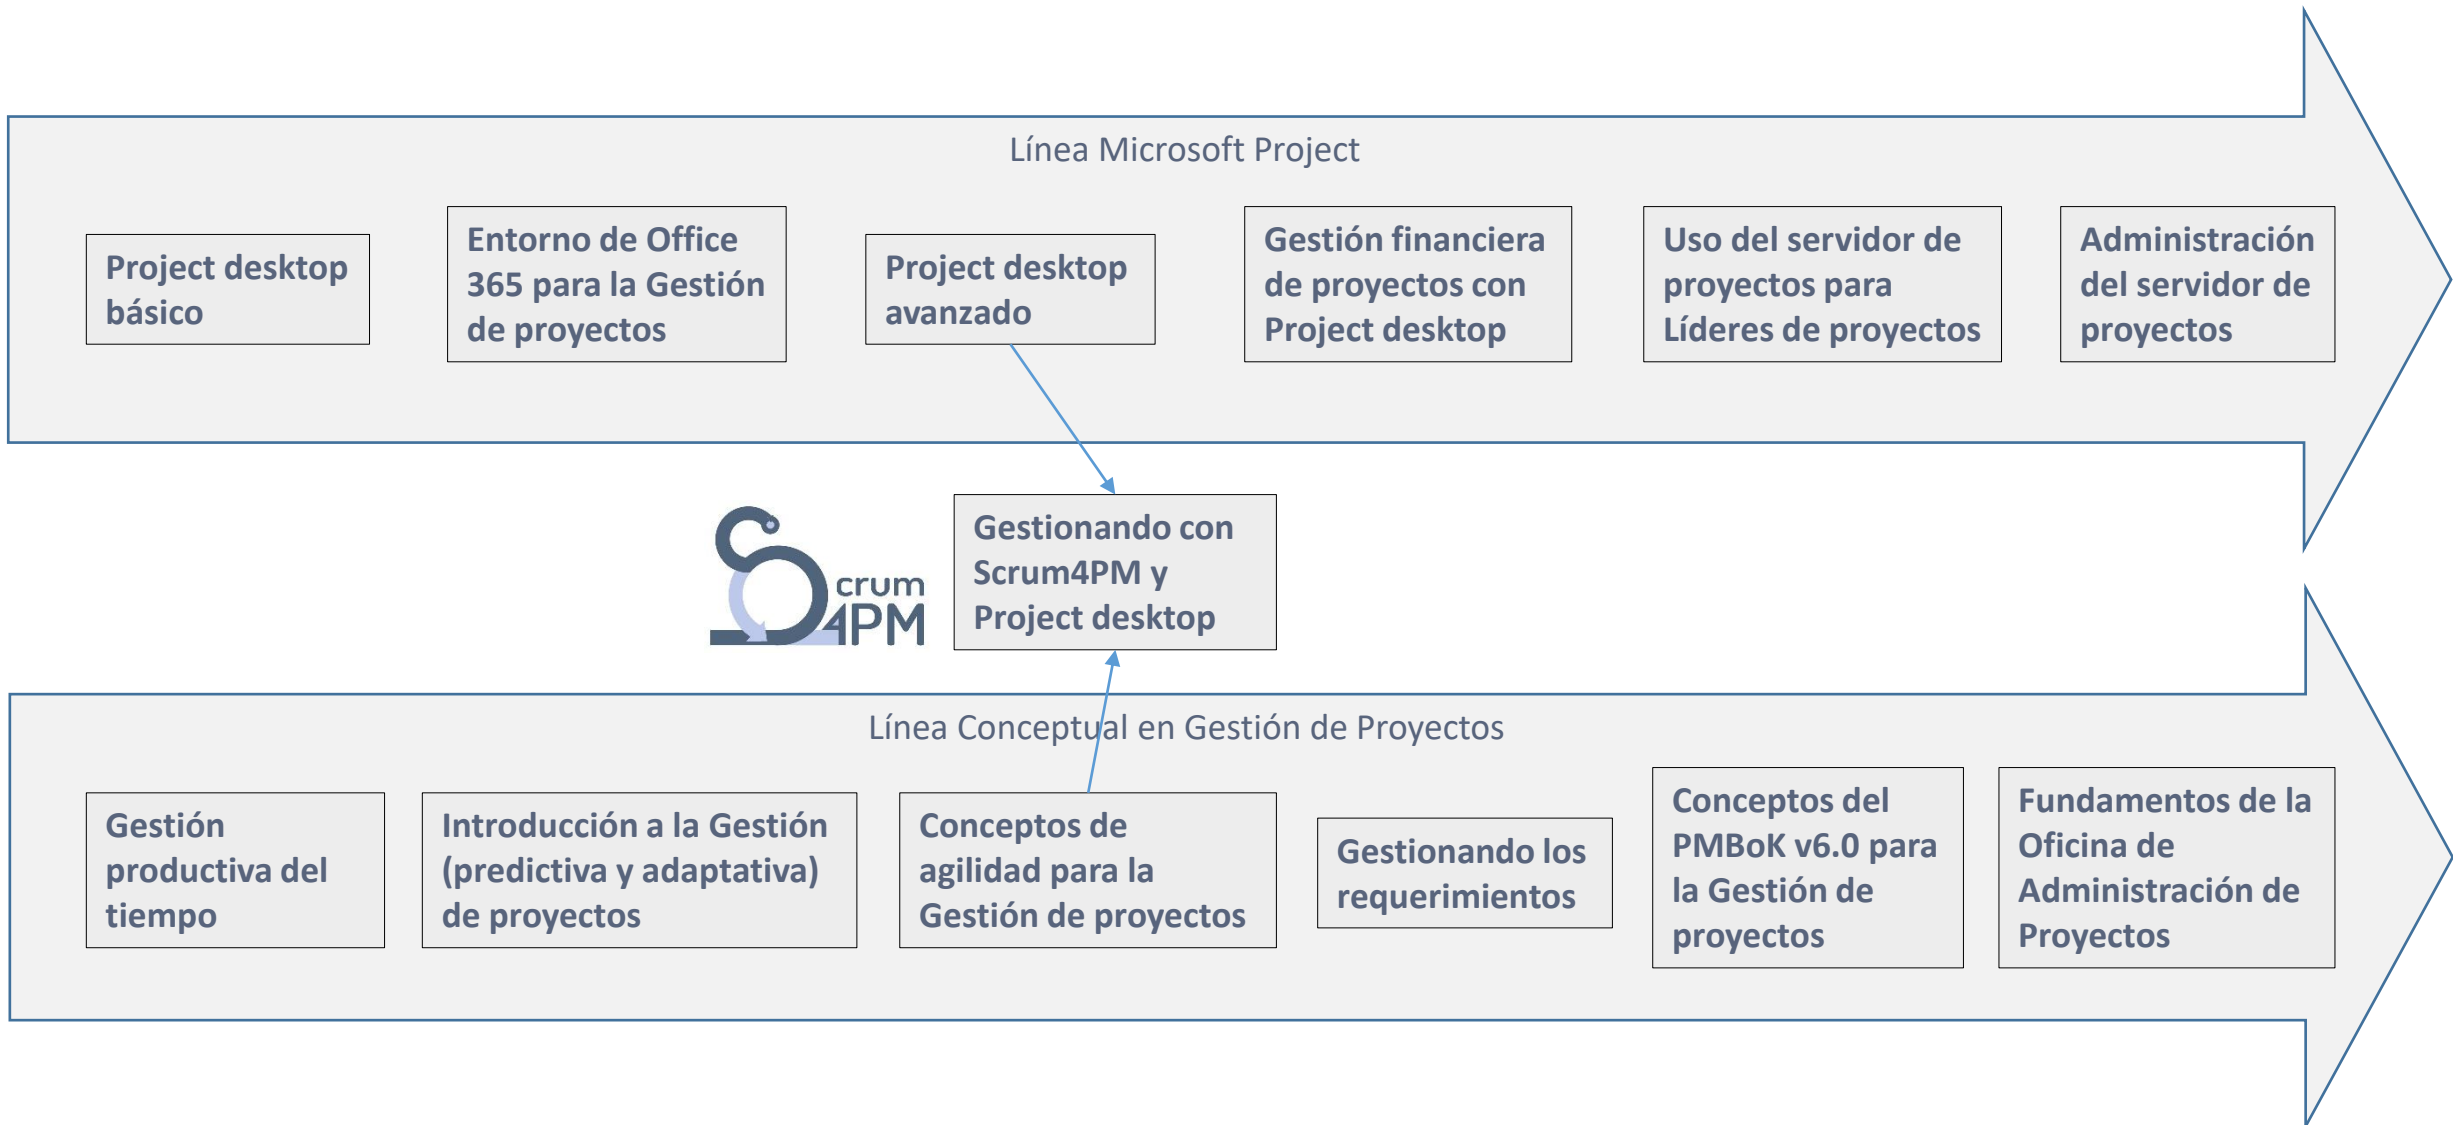 Línea Microsoft Project
Project desktop
básico
Entorno de Office
365 para la Gestión
de proyectos
Project desktop
avanzado
Gestión financiera
de proyectos con
Project desktop
Uso del servidor de
proyectos para
Líderes de proyectos
Administración
del servidor de
proyectos
crum
4PM
Gestionando con
Scrum4PM y
Project desktop
Línea Conceptual en Gestión de Proyectos
Gestión
productiva del
tiempo
Introducción a la Gestión
(predictiva y adaptativa)
de proyectos
Conceptos de
agilidad para la
Gestión de proyectos
Gestionando los
requerimientos
Conceptos del
PMBoK v6.0 para
la Gestión de
proyectos
Fundamentos de la
Oficina de
Administración de
Proyectos